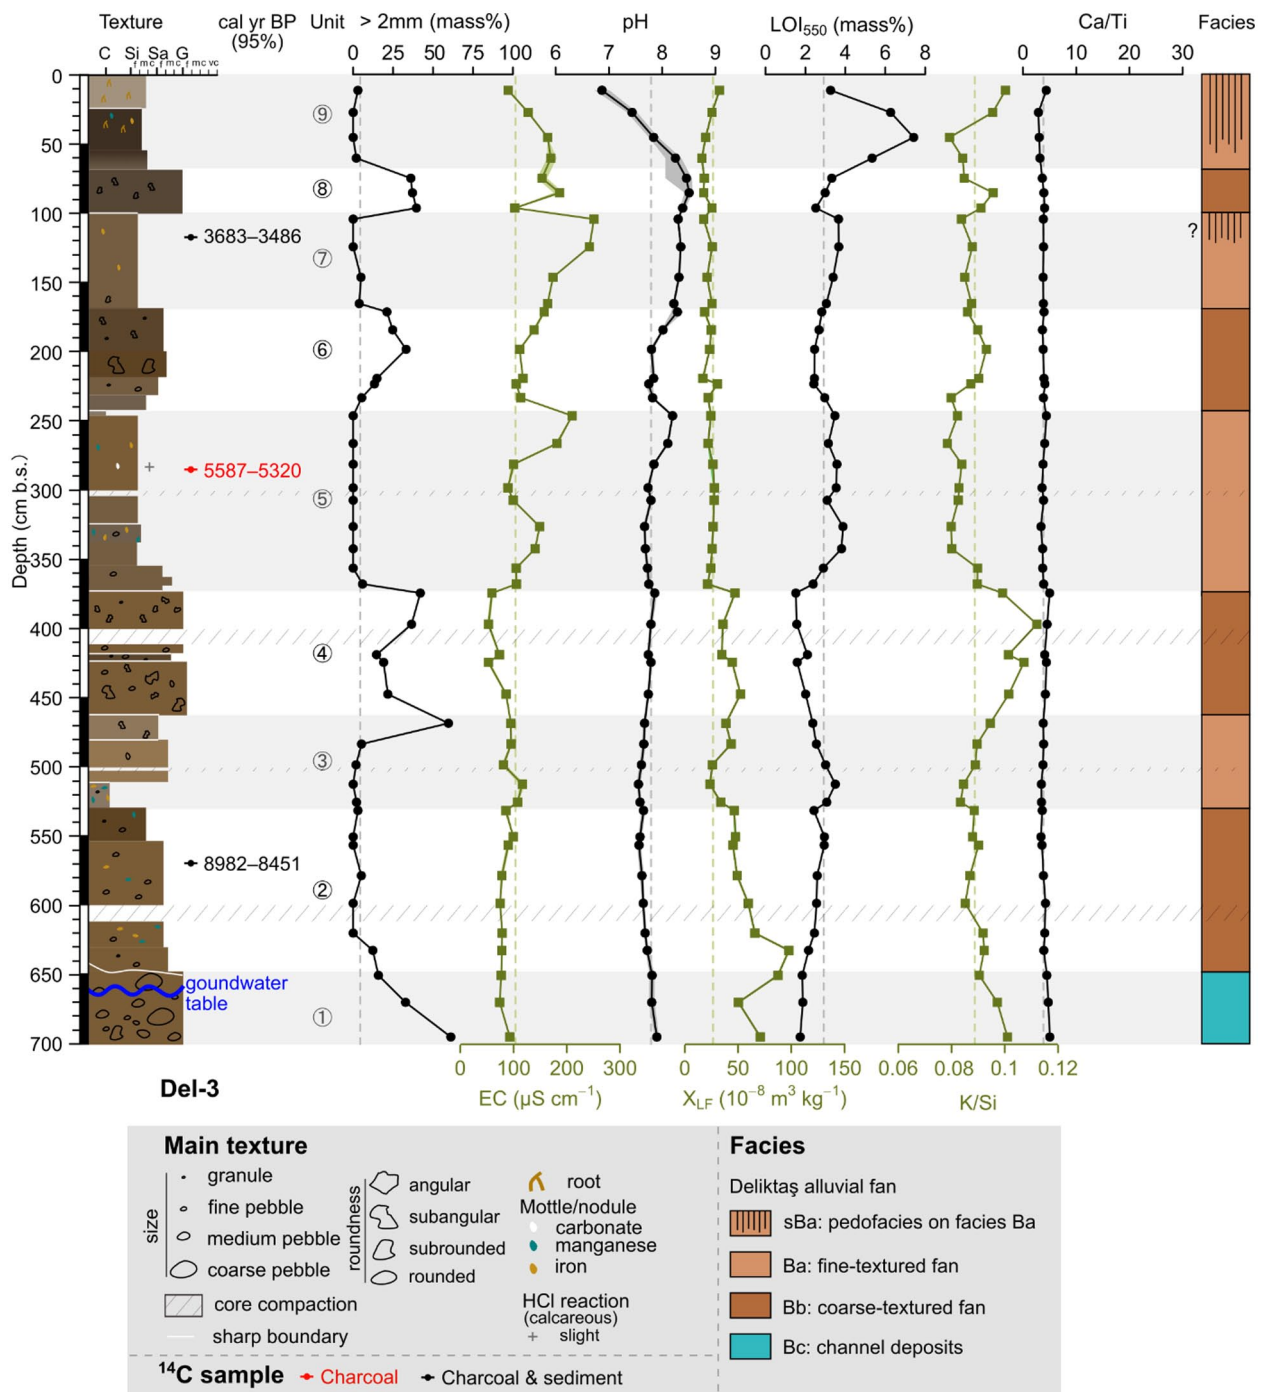 Texture cal yr BP Unit > 2mm (mass%) pH LOI550 (mass%) Ca/Ti Facies
(95%)
C Si Sa G
f m c f m c f m c vc
0 25 50 75 100 6 7 8 9 0 2 4 6 8 0 10 20 30
Depth (cm b.s.)
0
⑨
50
⑧
100
3683–3486
?
⑦
150
200
⑥
250
5587–5320
300
⑤
350
400
④
450
③
500
550
8982–8451
②
600
650
goundwater
table
①
700
0 100 200 300 0 50 100 150 0.06 0.08 0.10 0.12
EC (µS cm⁻¹) XLF (10⁻⁸ m³ kg⁻¹) K/Si
Del-3
Main texture
size
granule
fine pebble
medium pebble
coarse pebble
roundness
angular
subangular
subrounded
rounded
root
Mottle/nodule
carbonate
manganese
iron
HCl reaction
(calcareous)
+ slight
core compaction
sharp boundary
¹⁴C sample Charcoal Charcoal & sediment
Facies
Deliktaş alluvial fan
sBa: pedofacies on facies Ba
Ba: fine-textured fan
Bb: coarse-textured fan
Bc: channel deposits